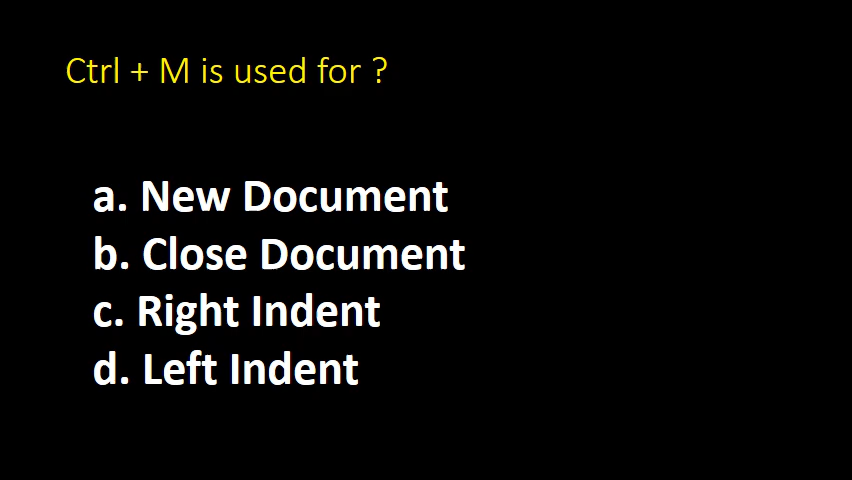 Ctrl + M is used for ?
a. New Document
b. Close Document
c. Right Indent
d. Left Indent